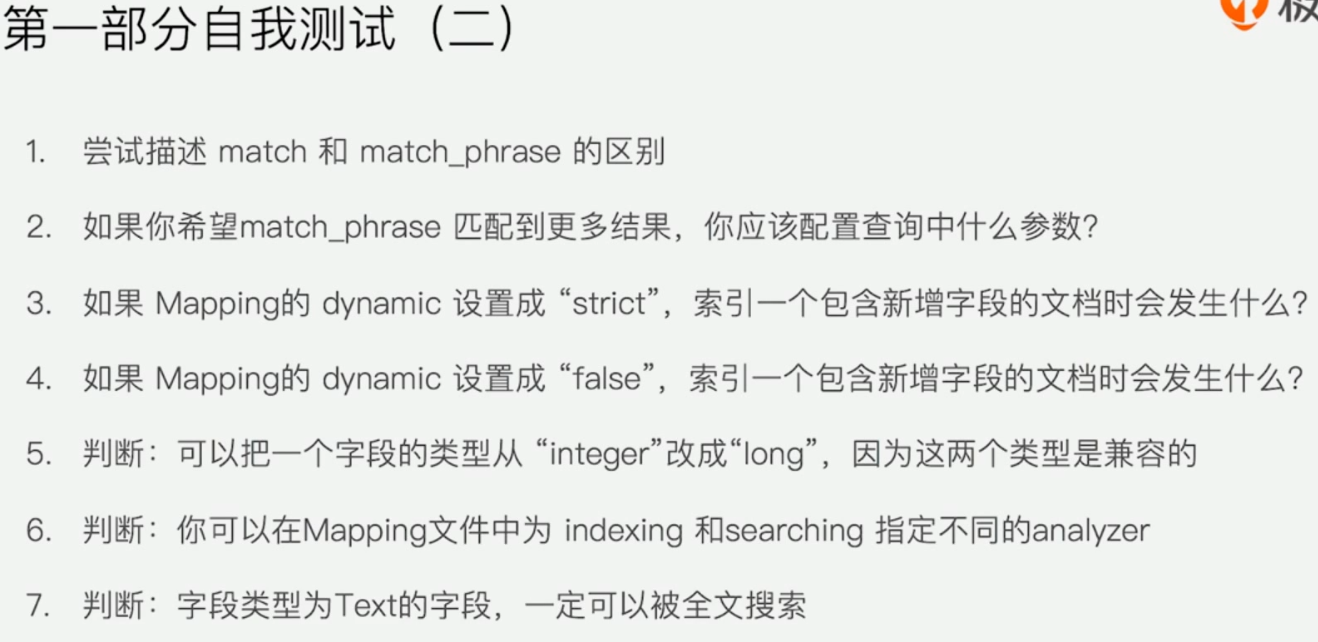 第一部分自我测试（二）
1. 尝试描述 match 和 match_phrase 的区别
2. 如果你希望match_phrase 匹配到更多结果，你应该配置查询中什么参数？
3. 如果 Mapping的 dynamic 设置成 “strict”，索引一个包含新增字段的文档时会发生什么？
4. 如果 Mapping的 dynamic 设置成 “false”，索引一个包含新增字段的文档时会发生什么？
5. 判断：可以把一个字段的类型从 “integer”改成“long”，因为这两个类型是兼容的
6. 判断：你可以在Mapping文件中为 indexing 和searching 指定不同的analyzer
7. 判断：字段类型为Text的字段，一定可以被全文搜索